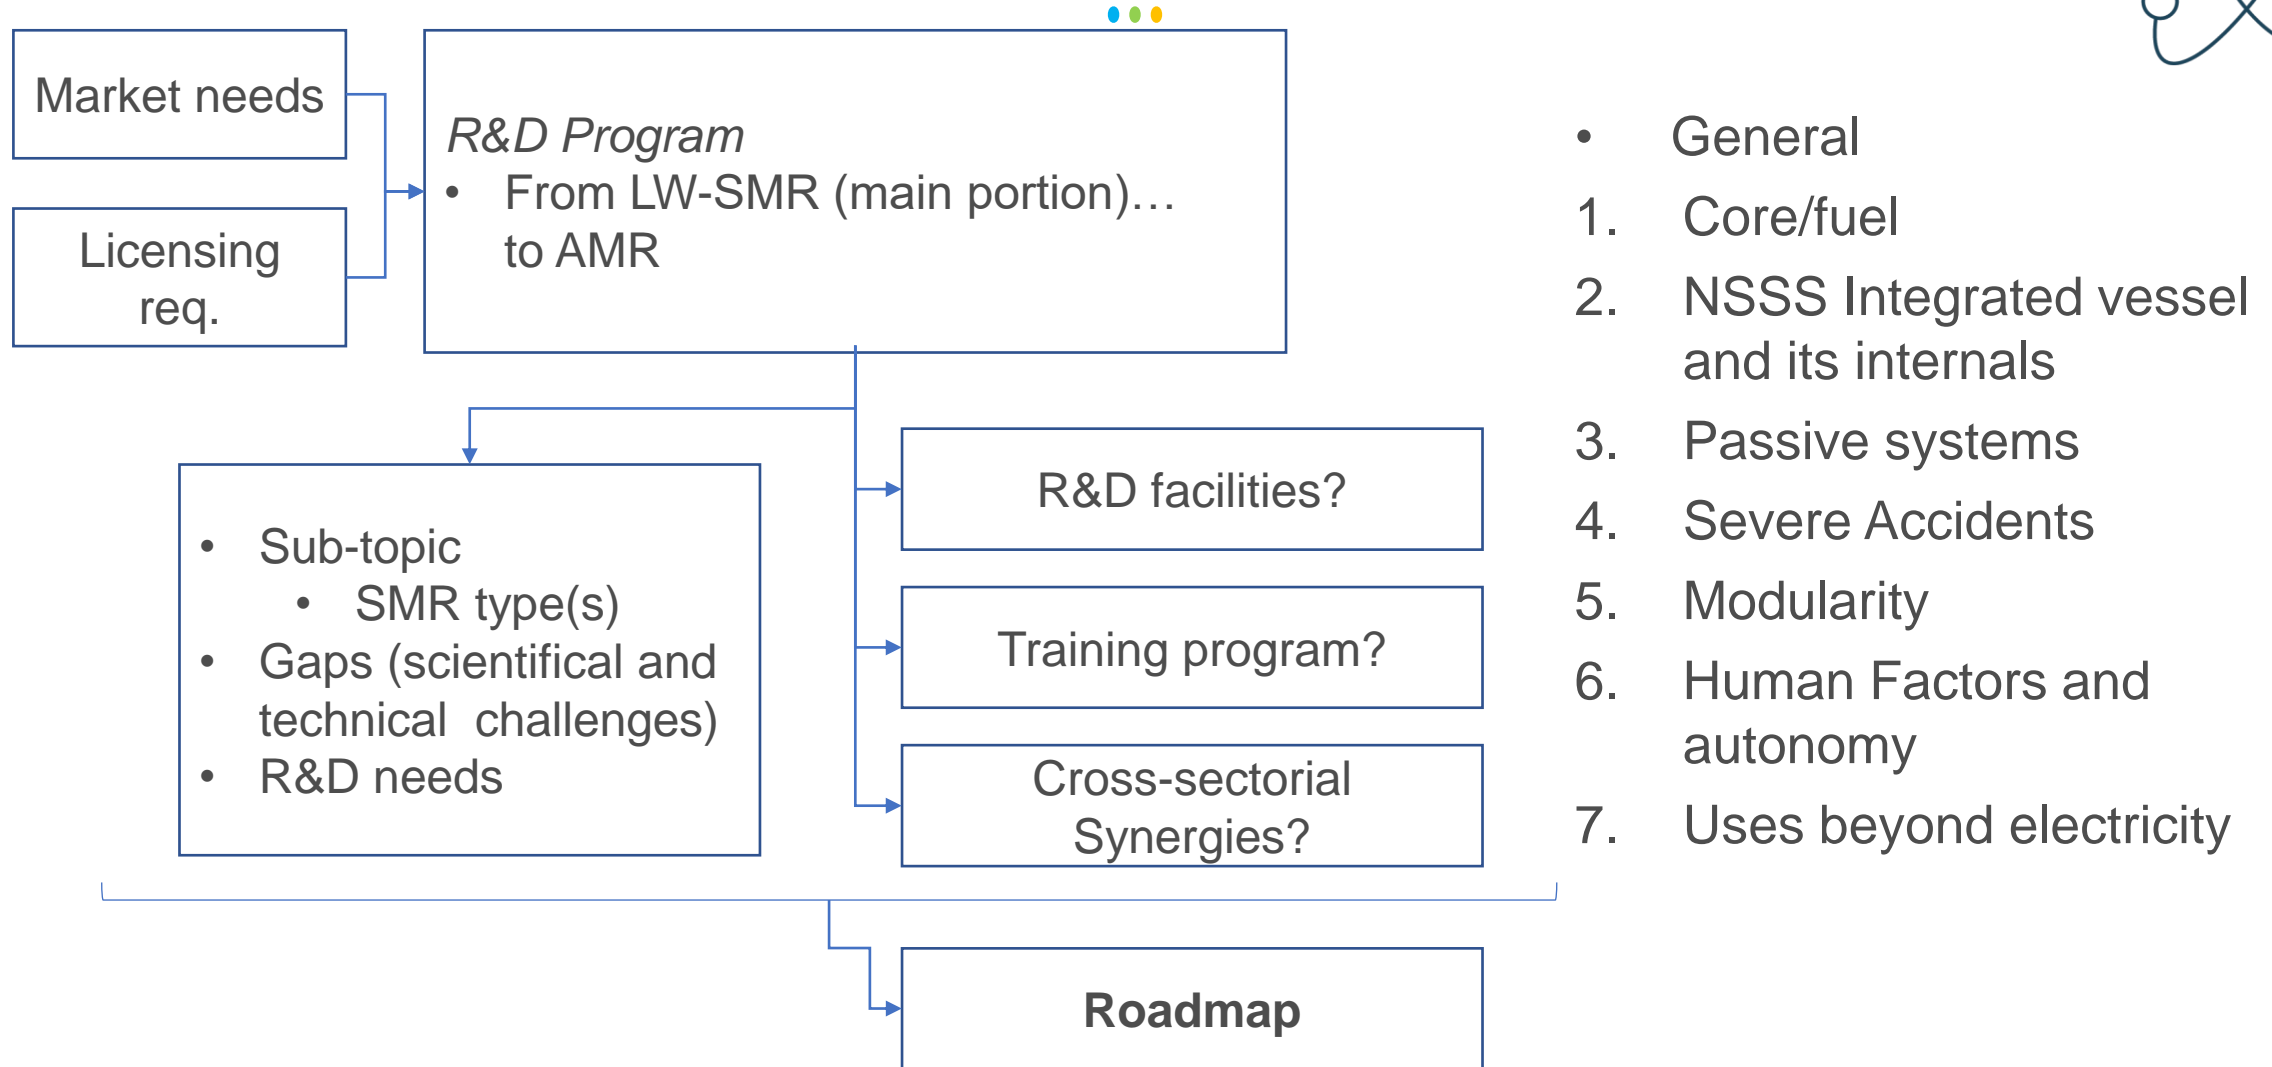 Market needs
Licensing
req.
R&D Program
• From LW-SMR (main portion)…
to AMR
• Sub-topic
• SMR type(s)
• Gaps (scientifical and
technical challenges)
• R&D needs
R&D facilities?
Training program?
Cross-sectorial
Synergies?
Roadmap
• General
1. Core/fuel
2. NSSS Integrated vessel
and its internals
3. Passive systems
4. Severe Accidents
5. Modularity
6. Human Factors and
autonomy
7. Uses beyond electricity